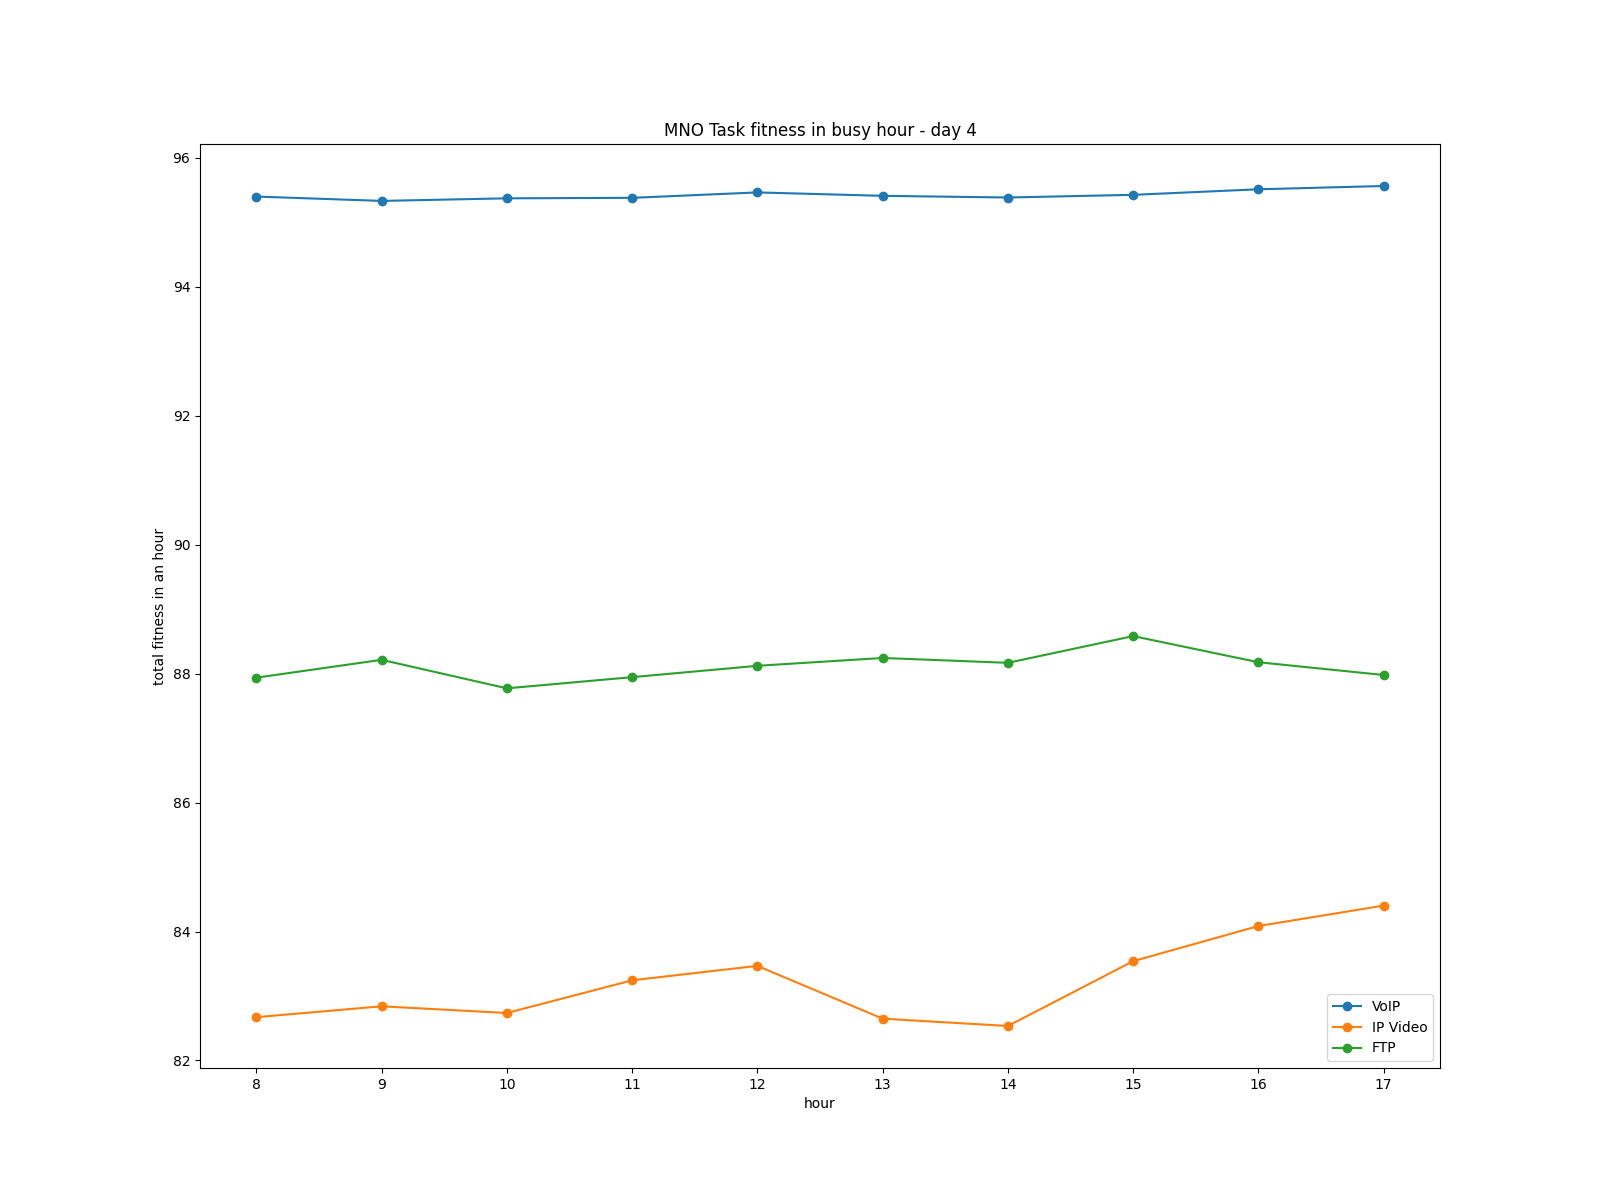 MNO Task fitness in busy hour - day 4
96
94
92
90
88
86
84
82
total fitness in an hour
8 9 10 11 12 13 14 15 16 17
hour
VoIP
IP Video
FTP